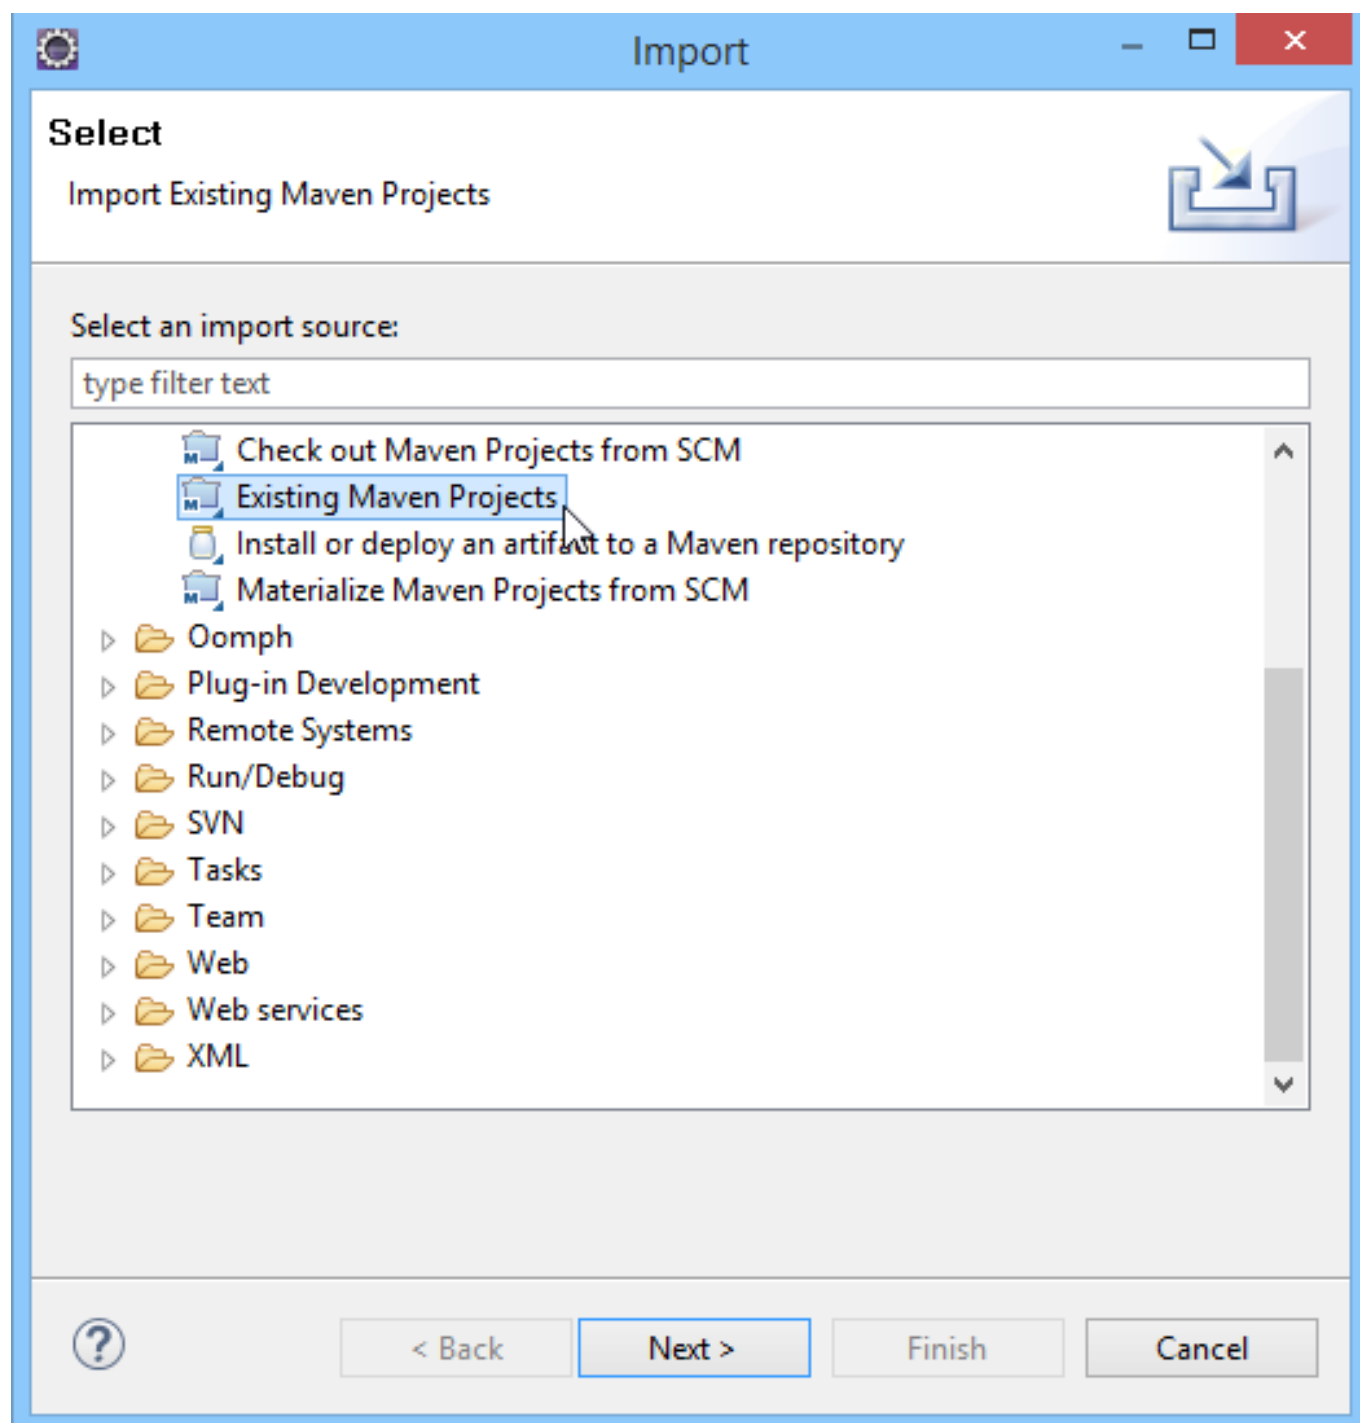 Import
Select
Import Existing Maven Projects
Select an import source:
type filter text
Check out Maven Projects from SCM
Existing Maven Projects
Install or deploy an artifact to a Maven repository
Materialize Maven Projects from SCM
Oomph
Plug-in Development
Remote Systems
Run/Debug
SVN
Tasks
Team
Web
Web services
XML
< Back Next > Finish Cancel